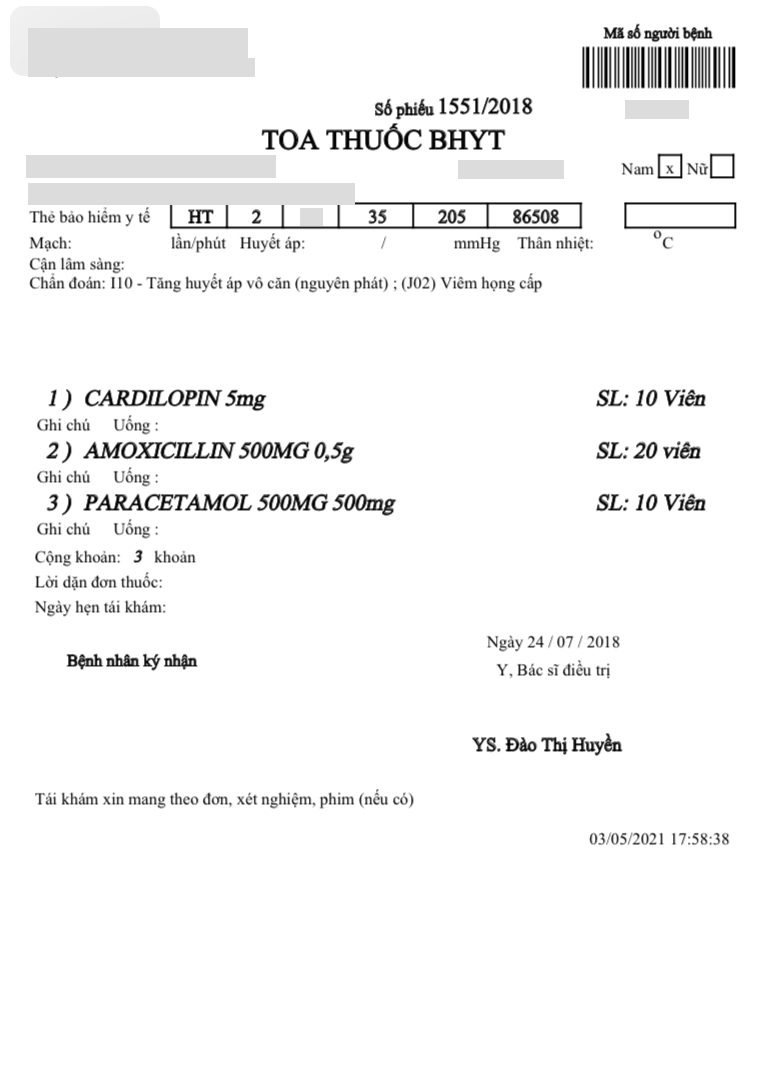 Mã số người bệnh
Số phiếu 1551/2018
TOA THUỐC BHYT
Nam x Nữ
Thẻ bảo hiểm y tế HT 2 35 205 86508
Mạch: lần/phút Huyết áp: / mmHg Thân nhiệt: °C
Cận lâm sàng:
Chẩn đoán: I10 - Tăng huyết áp vô căn (nguyên phát) ; (J02) Viêm họng cấp
1 ) CARDILOPIN 5mg SL: 10 Viên
Ghi chú Uống :
2 ) AMOXICILLIN 500MG 0,5g SL: 20 viên
Ghi chú Uống :
3 ) PARACETAMOL 500MG 500mg SL: 10 Viên
Ghi chú Uống :
Cộng khoản: 3 khoản
Lời dặn đơn thuốc:
Ngày hẹn tái khám:
Ngày 24 / 07 / 2018
Bệnh nhân ký nhận
Y, Bác sĩ điều trị
YS. Đào Thị Huyền
Tái khám xin mang theo đơn, xét nghiệm, phim (nếu có)
03/05/2021 17:58:38